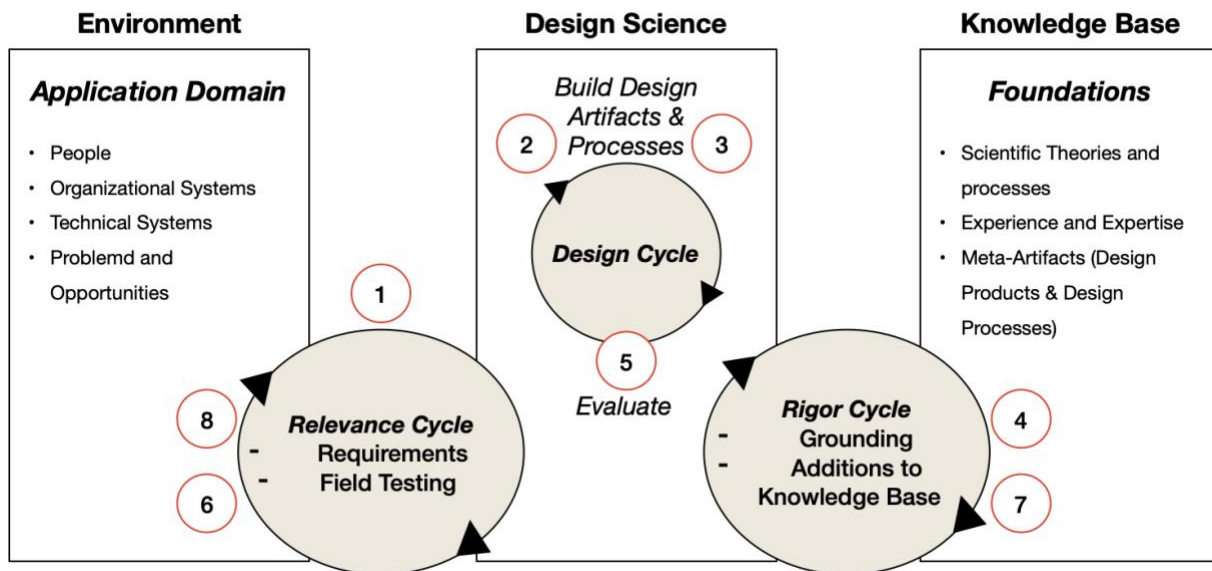 Environment
Design Science
Knowledge Base
Application Domain
• People
• Organizational Systems
• Technical Systems
• Problemd and
Opportunities
Build Design
Artifacts &
Processes
2
3
Design Cycle
5
Evaluate
Foundations
• Scientific Theories and
processes
• Experience and Expertise
• Meta-Artifacts (Design
Products & Design
Processes)
1
8
6
Relevance Cycle
- Requirements
- Field Testing
Rigor Cycle
- Grounding
- Additions to
Knowledge Base
4
7